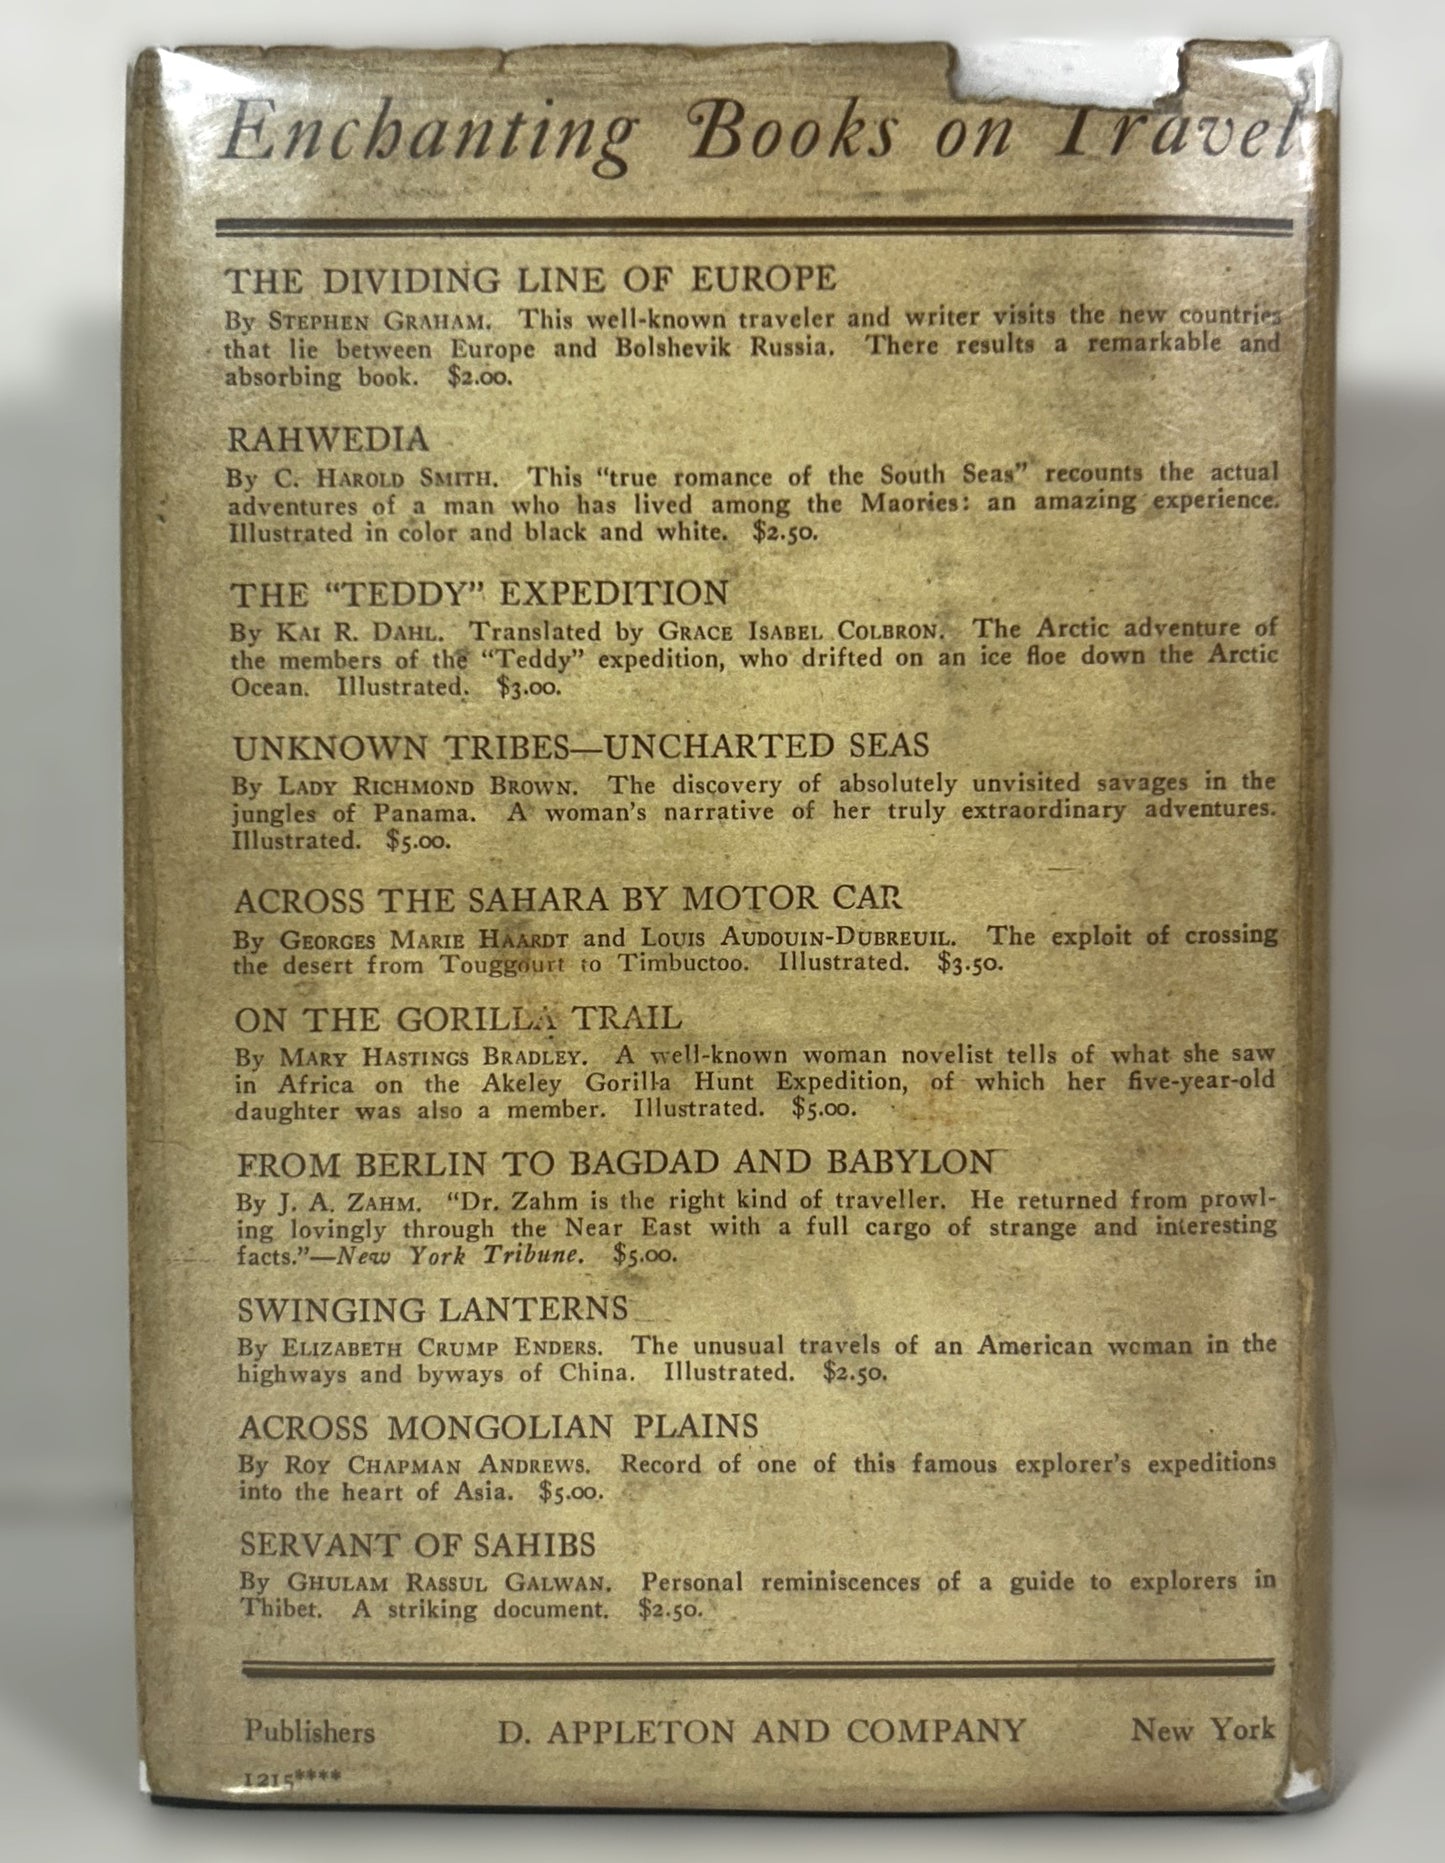 Enchanting Books on Travel
THE DIVIDING LINE OF EUROPE
By STEPHEN GRAHAM. This well-known traveler and writer visits the new countries
that lie between Europe and Bolshevik Russia. There results a remarkable and
absorbing book. $2.00.
RAHWEDIA
By C. HAROLD SMITH. This “true romance of the South Seas” recounts the actual
adventures of a man who has lived among the Maories: an amazing experience.
Illustrated in color and black and white. $2.50.
THE “TEDDY” EXPEDITION
By KAI R. DAHL. Translated by GRACE ISABEL COLBRON. The Arctic adventure of
the members of the “Teddy” expedition, who drifted on an ice floe down the Arctic
Ocean. Illustrated. $3.00.
UNKNOWN TRIBES—UNCHARTED SEAS
By LADY RICHMOND BROWN. The discovery of absolutely unvisited savages in the
jungles of Panama. A woman's narrative of her truly extraordinary adventures.
Illustrated. $5.00.
ACROSS THE SAHARA BY MOTOR CAR
By GEORGES MARIE HAARDT and LOUIS AUDOUIN-DUBREUIL. The exploit of crossing
the desert from Touggourt to Timbuctoo. Illustrated. $3.50.
ON THE GORILLA TRAIL
By MARY HASTINGS BRADLEY. A well-known woman novelist tells of what she saw
in Africa on the Akeley Gorilla Hunt Expedition, of which her five-year-old
daughter was also a member. Illustrated. $5.00.
FROM BERLIN TO BAGDAD AND BABYLON
By J. A. ZAHM. “Dr. Zahm is the right kind of traveller. He returned from prowl-
ing lovingly through the Near East with a full cargo of strange and interesting
facts.”—New York Tribune. $5.00.
SWINGING LANTERNS
By ELIZABETH CRUMP ENDERS. The unusual travels of an American woman in the
highways and byways of China. Illustrated. $2.50.
ACROSS MONGOLIAN PLAINS
By ROY CHAPMAN ANDREWS. Record of one of this famous explorer's expeditions
into the heart of Asia. $5.00.
SERVANT OF SAHIBS
By GHULAM RASSUL GALWAN. Personal reminiscences of a guide to explorers in
Thibet. A striking document. $2.50.
Publishers D. APPLETON AND COMPANY New York
1215****